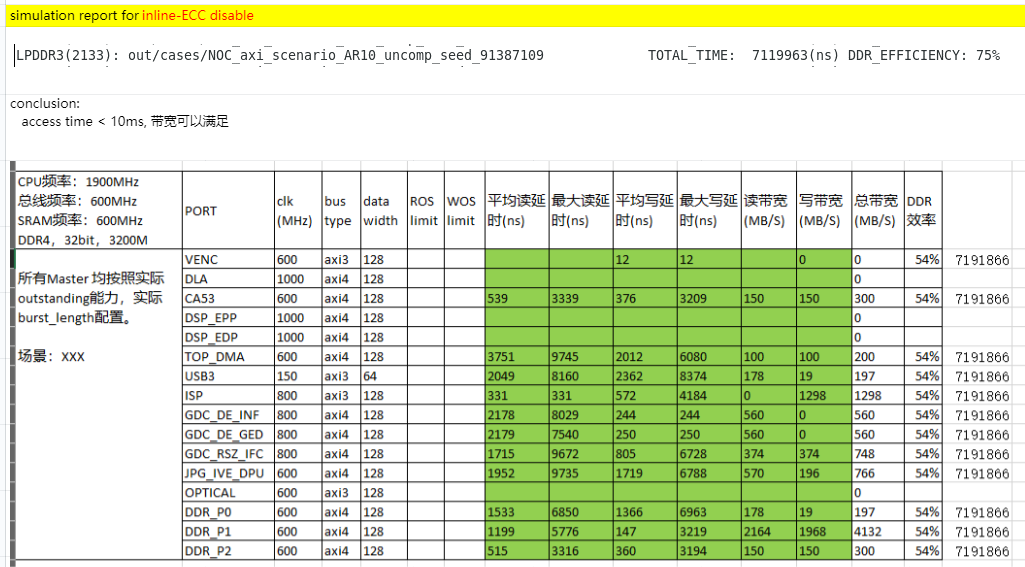 simulation report for inline-ECC disable
LPDDR3(2133): out/cases/NOC_axi_scenario_AR10_uncomp_seed_91387109 TOTAL_TIME: 7119963(ns) DDR_EFFICIENCY: 75%
conclusion:
access time < 10ms, 带宽可以满足
CPU频率：1900MHz
总线频率：600MHz
SRAM频率：600MHz
DDR4，32bit，3200M
PORT
clk
(MHz)
bus
type
data
width
ROS
limit
WOS
limit
平均读延
时(ns)
最大读延
时(ns)
平均写延
时(ns)
最大写延
时(ns)
读带宽
(MB/S)
写带宽
(MB/S)
总带宽
(MB/S)
DDR
效率
所有Master 均按照实际
outstanding能力，实际
burst_length配置。
场景：XXX
VENC 600 axi3 128 12 12 0 0 54% 7191866
DLA 1000 axi4 128 0
CA53 600 axi4 128 539 3339 376 3209 150 150 300 54% 7191866
DSP_EPP 1000 axi4 128 0
DSP_EDP 1000 axi4 128 0
TOP_DMA 600 axi4 128 3751 9745 2012 6080 100 100 200 54% 7191866
USB3 150 axi3 64 2049 8160 2362 8374 178 19 197 54% 7191866
ISP 800 axi3 128 331 331 572 4184 0 1298 1298 54% 7191866
GDC_DE_INF 800 axi4 128 2178 8029 244 244 560 0 560 54% 7191866
GDC_DE_GED 800 axi4 128 2179 7540 250 250 560 0 560 54% 7191866
GDC_RSZ_IFC 800 axi4 128 1715 9672 805 6728 374 374 748 54% 7191866
JPG_IVE_DPU 600 axi4 128 1952 9735 1719 6788 570 196 766 54% 7191866
OPTICAL 600 axi3 128 0
DDR_P0 600 axi4 128 1533 6850 1366 6963 178 19 197 54% 7191866
DDR_P1 600 axi4 128 1199 5776 147 3219 2164 1968 4132 54% 7191866
DDR_P2 600 axi4 128 515 3316 360 3194 150 150 300 54% 7191866